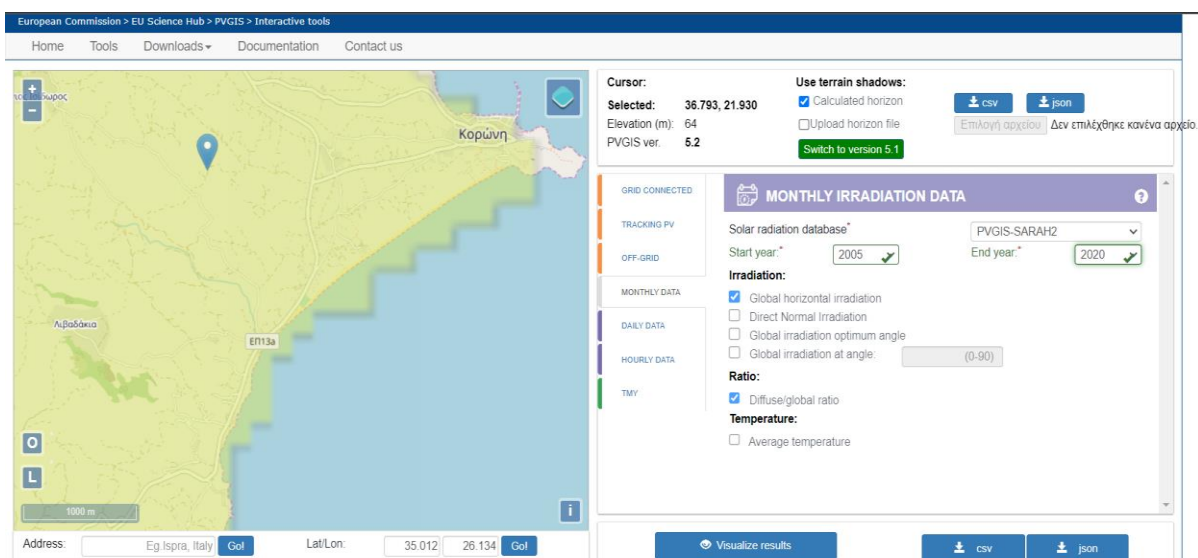 European Commission > EU Science Hub > PVGIS > Interactive tools
Home Tools Downloads Documentation Contact us
+
−
Κορώνη
Λιβαδάκια
ΕΠ13a
O
L
1000 m
i
Address: Eg.Ispra, Italy Go! Lat/Lon: 35.012 26.134 Go!
Cursor:
Selected: 36.793, 21.930
Elevation (m): 64
PVGIS ver. 5.2
Use terrain shadows:
Calculated horizon
Upload horizon file
Switch to version 5.1
csv json
Επιλογή αρχείου Δεν επιλέχθηκε κανένα αρχείο.
GRID CONNECTED
TRACKING PV
OFF-GRID
MONTHLY DATA
DAILY DATA
HOURLY DATA
TMY
MONTHLY IRRADIATION DATA ?
Solar radiation database* PVGIS-SARAH2
Start year:* 2005 End year:* 2020
Irradiation:
Global horizontal irradiation
Direct Normal Irradiation
Global irradiation optimum angle
Global irradiation at angle: (0-90)
Ratio:
Diffuse/global ratio
Temperature:
Average temperature
Visualize results csv json